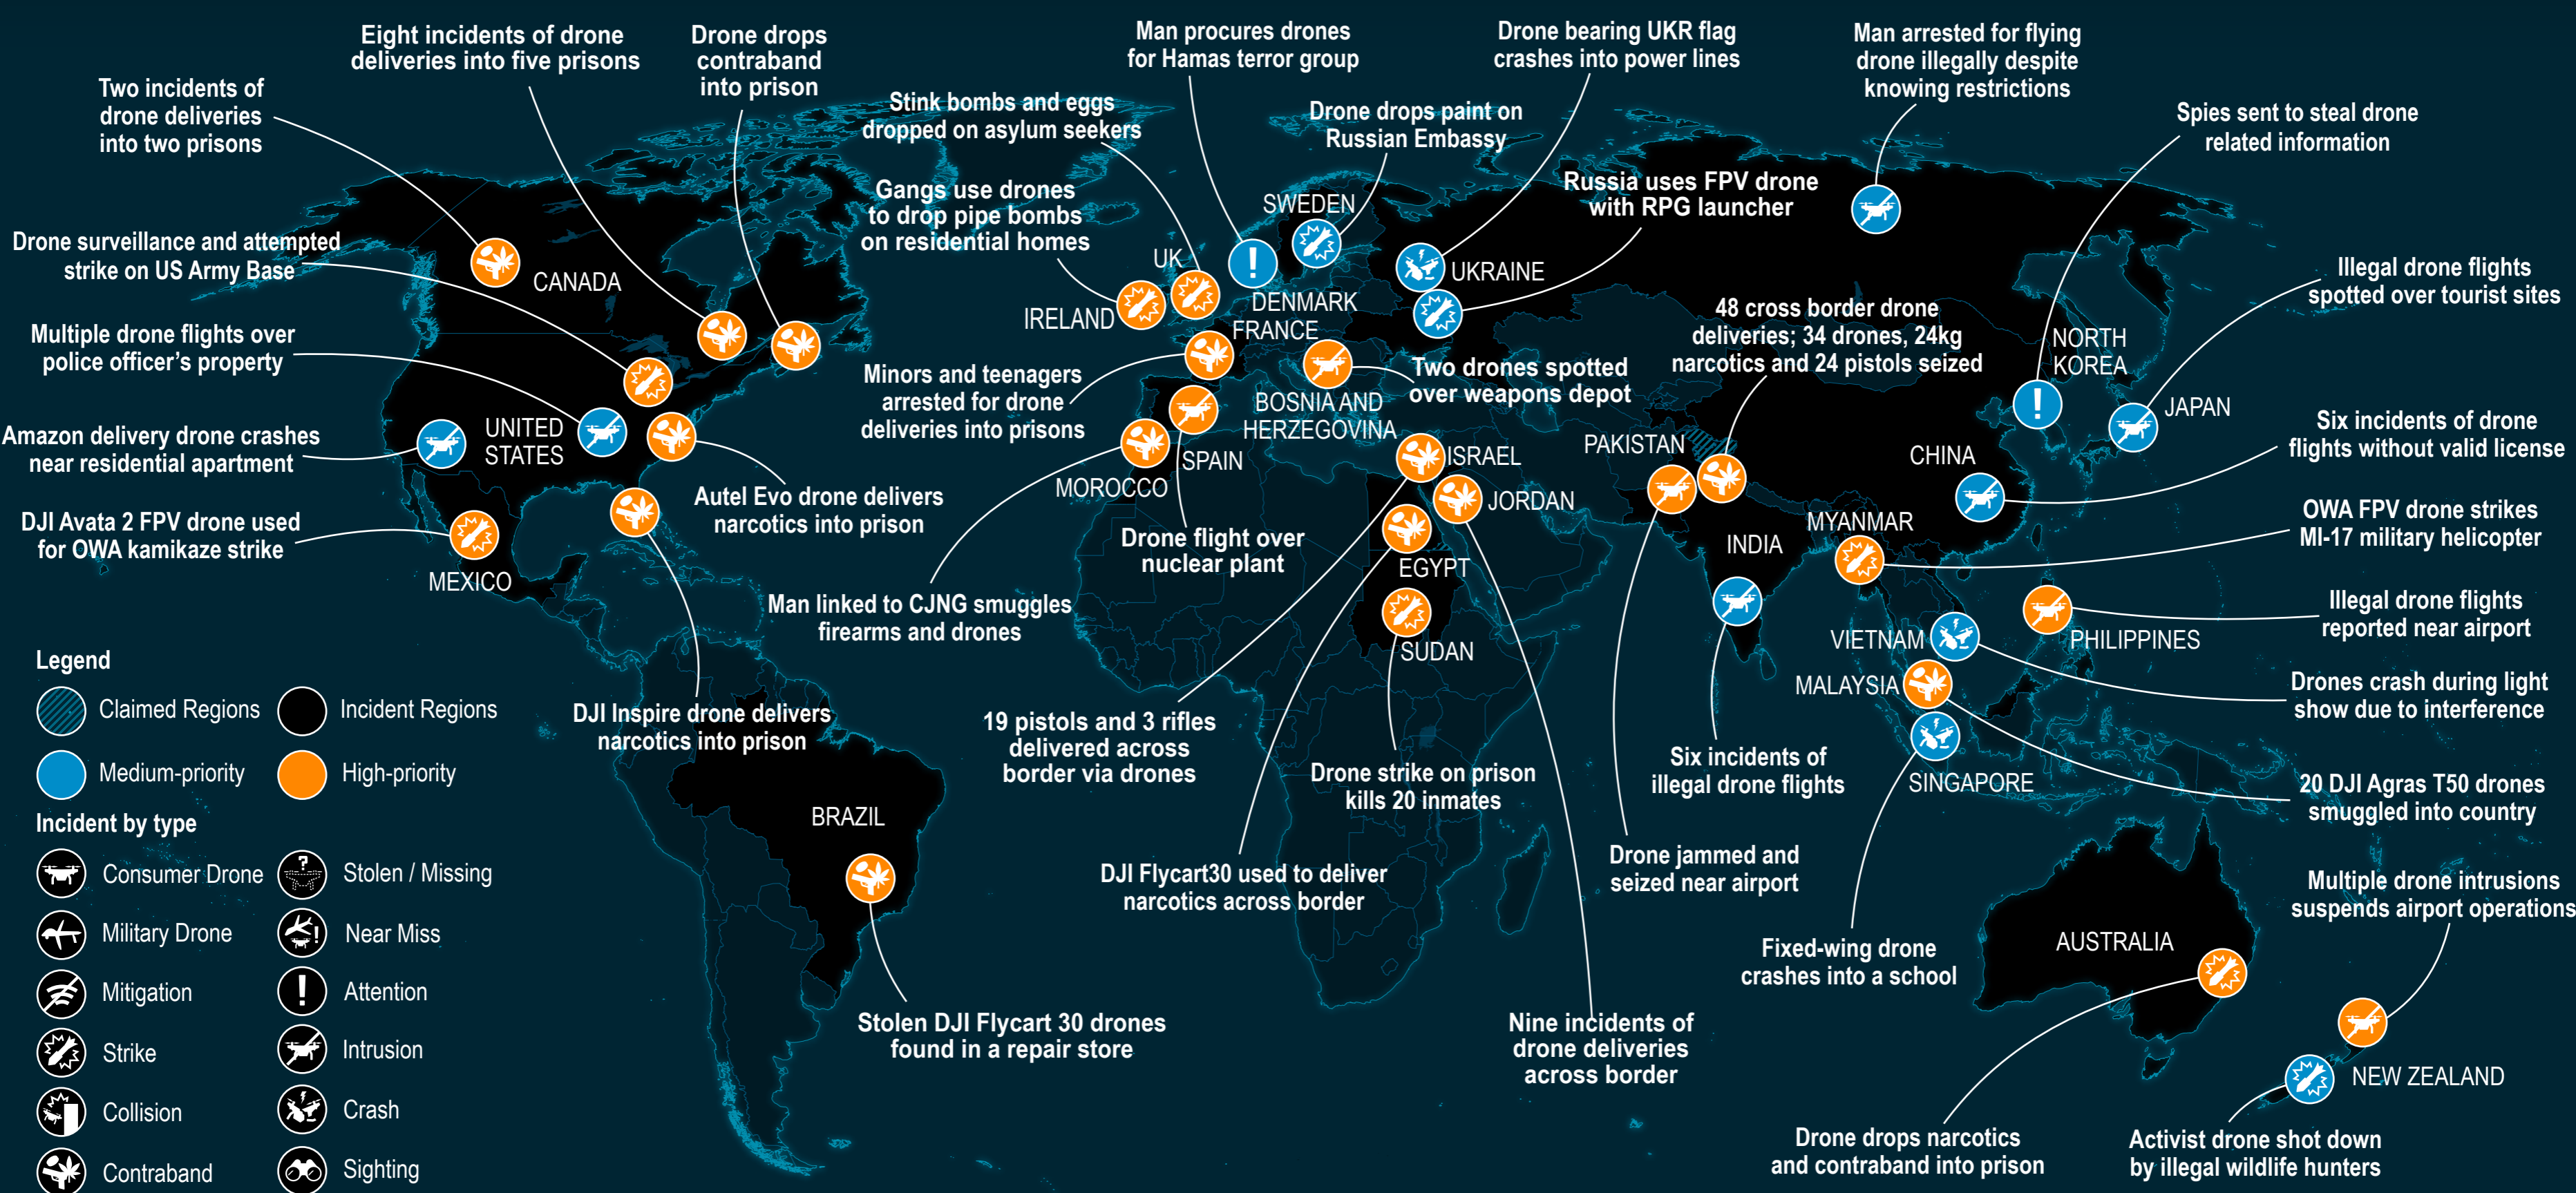 Eight incidents of drone
deliveries into five prisons
Drone drops
contraband
into prison
Man procures drones
for Hamas terror group
Drone bearing UKR flag
crashes into power lines
Man arrested for flying
drone illegally despite
knowing restrictions
Two incidents of
drone deliveries
into two prisons
Stink bombs and eggs
dropped on asylum seekers
Drone drops paint on
Russian Embassy
Spies sent to steal drone
related information
Gangs use drones
to drop pipe bombs
on residential homes
SWEDEN
Russia uses FPV drone
with RPG launcher
Drone surveillance and attempted
strike on US Army Base
CANADA
UK
UKRAINE
IRELAND
DENMARK
FRANCE
Illegal drone flights
spotted over tourist sites
48 cross border drone
deliveries; 34 drones, 24kg
narcotics and 24 pistols seized
NORTH
KOREA
Multiple drone flights over
police officer's property
Minors and teenagers
arrested for drone
deliveries into prisons
Two drones spotted
over weapons depot
BOSNIA AND
HERZEGOVINA
JAPAN
Amazon delivery drone crashes
near residential apartment
UNITED
STATES
SPAIN
MOROCCO
ISRAEL
JORDAN
PAKISTAN
CHINA
Six incidents of drone
flights without valid license
Autel Evo drone delivers
narcotics into prison
DJI Avata 2 FPV drone used
for OWA kamikaze strike
MEXICO
Drone flight over
nuclear plant
EGYPT
INDIA
MYANMAR
OWA FPV drone strikes
MI-17 military helicopter
Man linked to CJNG smuggles
firearms and drones
SUDAN
VIETNAM
PHILIPPINES
Illegal drone flights
reported near airport
MALAYSIA
Drones crash during light
show due to interference
Legend
Claimed Regions
Incident Regions
Medium-priority
High-priority
DJI Inspire drone delivers
narcotics into prison
19 pistols and 3 rifles
delivered across
border via drones
Drone strike on prison
kills 20 inmates
Six incidents of
illegal drone flights
SINGAPORE
20 DJI Agras T50 drones
smuggled into country
BRAZIL
Incident by type
Consumer Drone
Stolen / Missing
Military Drone
Near Miss
Mitigation
Attention
Strike
Intrusion
Collision
Crash
Contraband
Sighting
DJI Flycart30 used to deliver
narcotics across border
Drone jammed and
seized near airport
Multiple drone intrusions
suspends airport operations
Fixed-wing drone
crashes into a school
AUSTRALIA
Stolen DJI Flycart 30 drones
found in a repair store
Nine incidents of
drone deliveries
across border
NEW ZEALAND
Drone drops narcotics
and contraband into prison
Activist drone shot down
by illegal wildlife hunters